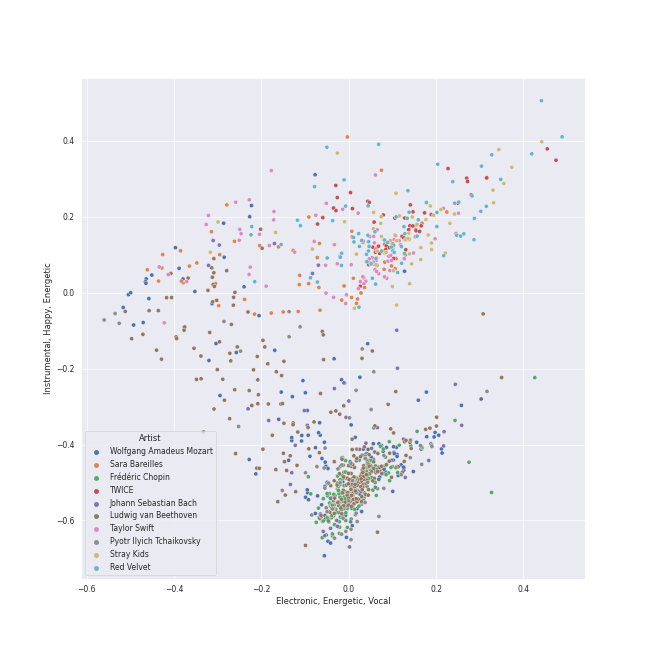 0.4
0.2
0.0
−0.2
−0.4
−0.6
Instrumental, Happy, Energetic
Artist
Wolfgang Amadeus Mozart
Sara Bareilles
Frédéric Chopin
TWICE
Johann Sebastian Bach
Ludwig van Beethoven
Taylor Swift
Pyotr Ilyich Tchaikovsky
Stray Kids
Red Velvet
−0.6 −0.4 −0.2 0.0 0.2 0.4
Electronic, Energetic, Vocal